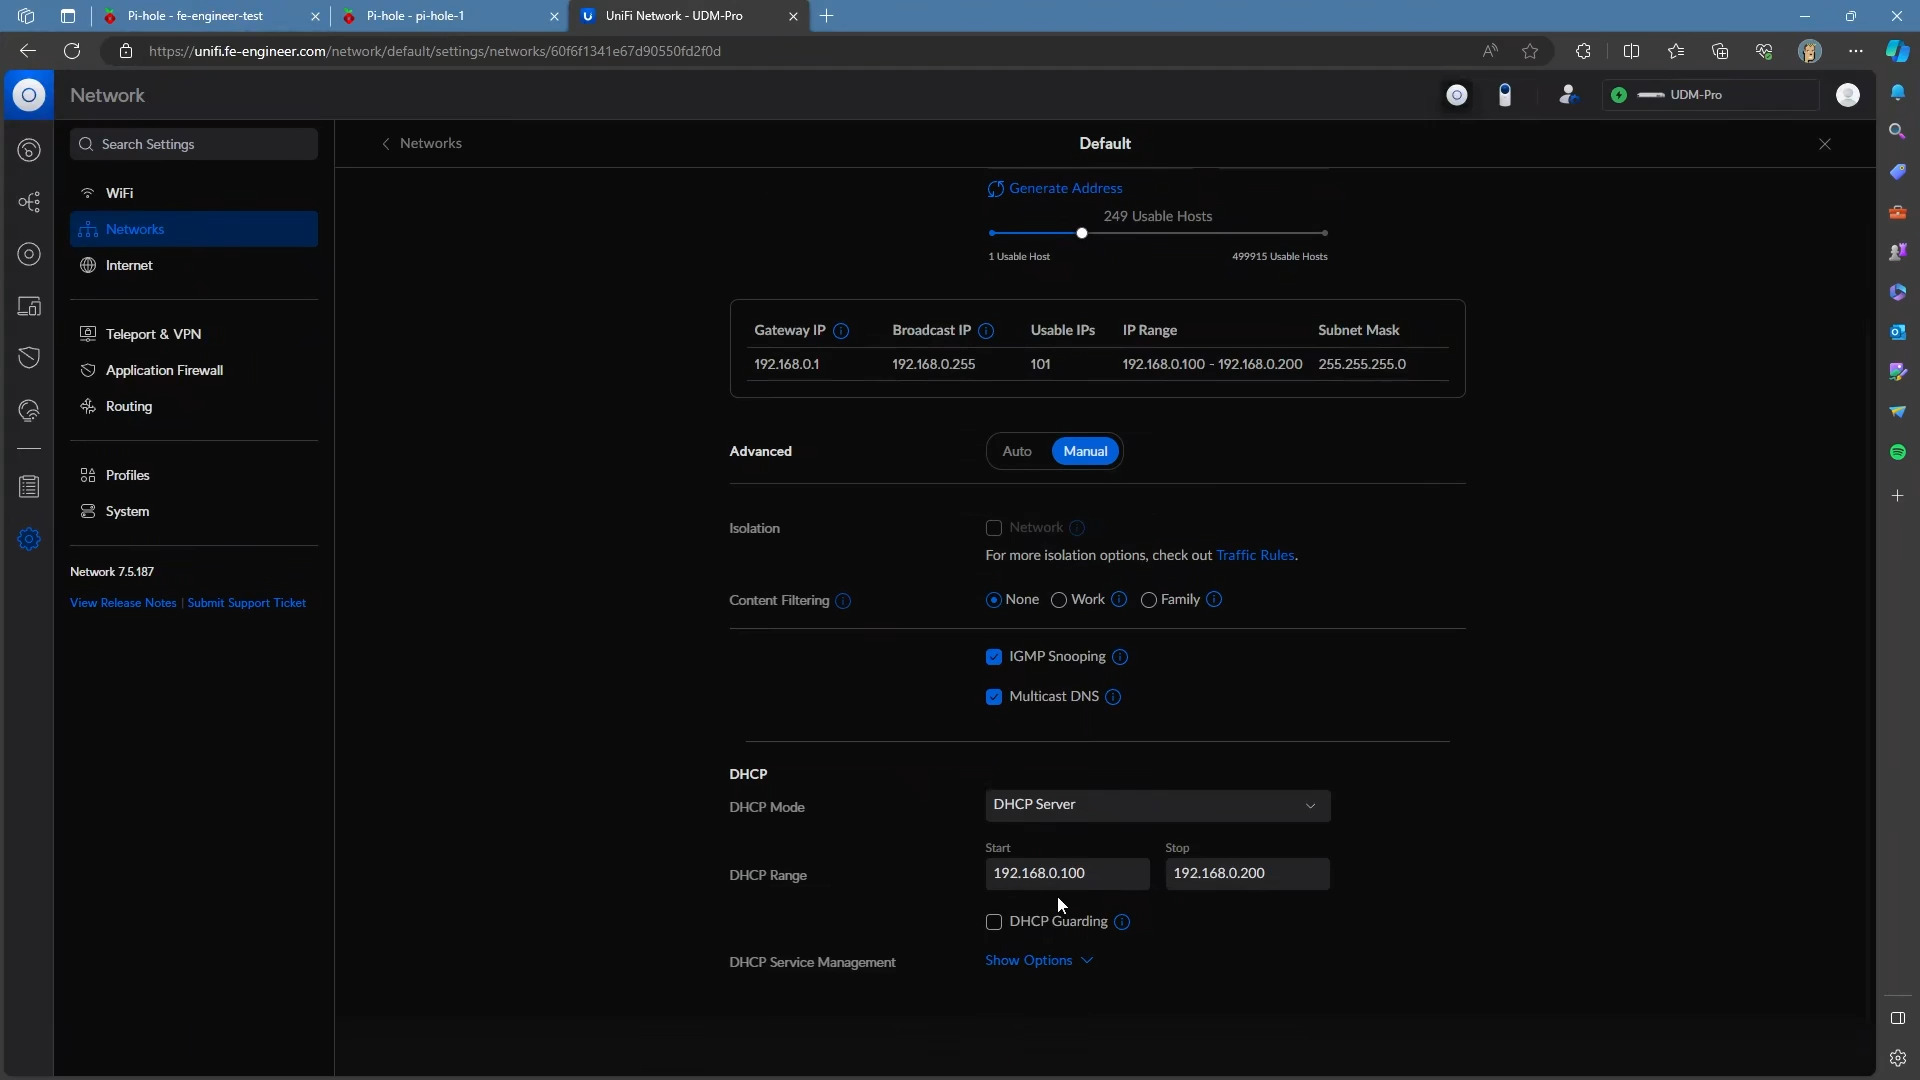 Pi-hole - fe-engineer-test
Pi-hole - pi-hole-1
UniFi Network - UDM-Pro
https://unifi.fe-engineer.com/network/default/settings/networks/60f6f1341e67d90550fd2f0d
Network
UDM-Pro
Search Settings
WiFi
Networks
Internet
Teleport & VPN
Application Firewall
Routing
Profiles
System
Network 7.5.187
View Release Notes | Submit Support Ticket
Networks
Default
Generate Address
249 Usable Hosts
1 Usable Host
499915 Usable Hosts
Gateway IP Broadcast IP Usable IPs IP Range Subnet Mask
192.168.0.1 192.168.0.255 101 192.168.0.100 - 192.168.0.200 255.255.255.0
Advanced Auto Manual
Isolation Network
For more isolation options, check out Traffic Rules.
Content Filtering None Work Family
IGMP Snooping
Multicast DNS
DHCP
DHCP Mode DHCP Server
Start Stop
DHCP Range 192.168.0.100 192.168.0.200
DHCP Guarding
DHCP Service Management Show Options